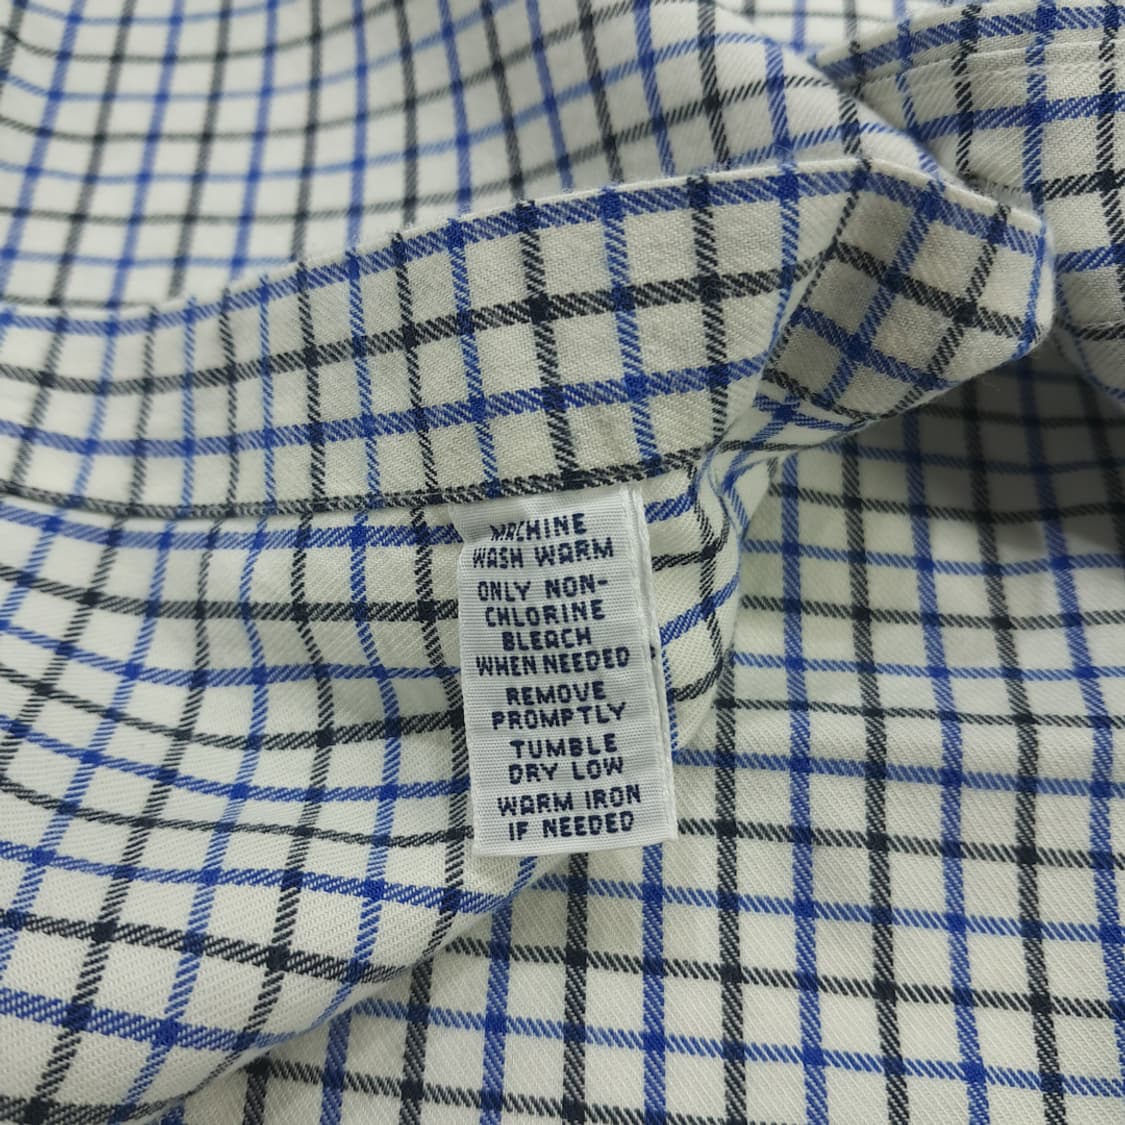 MACHINE
WASH WARM
ONLY NON-
CHLORINE
BLEACH
WHEN NEEDED
REMOVE
PROMPTLY
TUMBLE
DRY LOW
WARM IRON
IF NEEDED